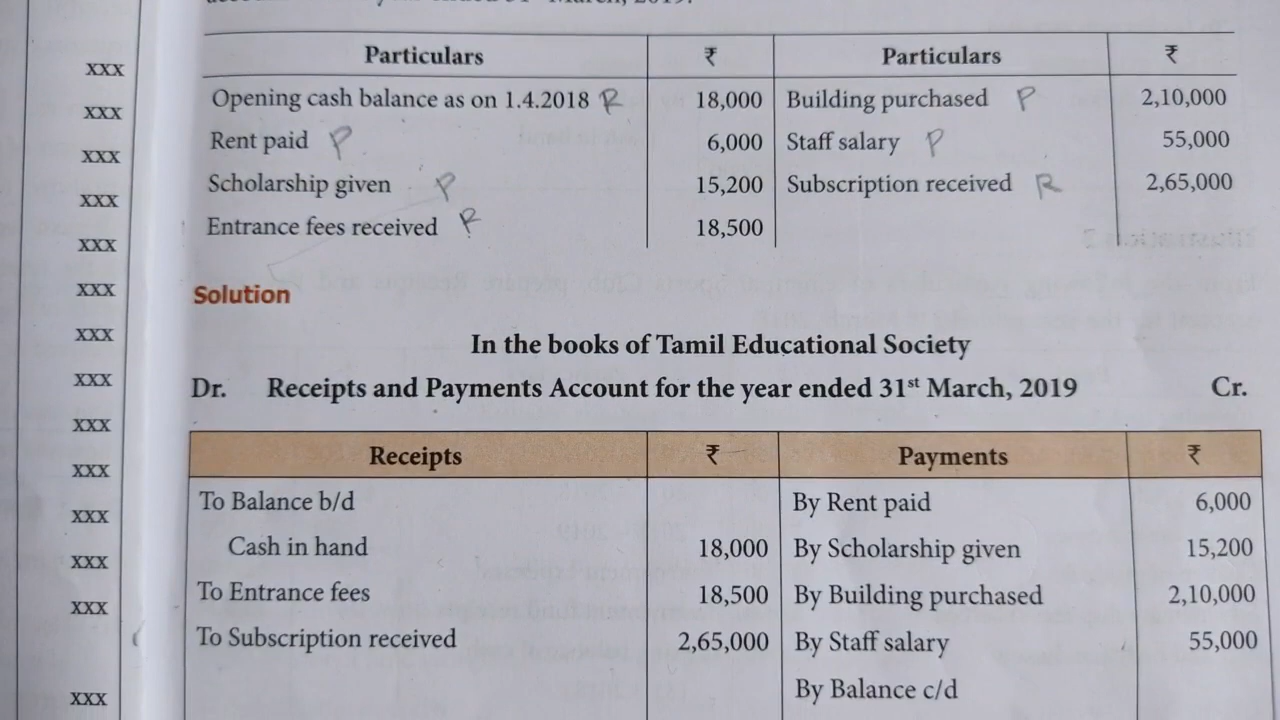 XXX
XXX
XXX
XXX
XXX
XXX
XXX
XXX
XXX
XXX
XXX
XXX
XXX
XXX
Particulars ₹ Particulars ₹
Opening cash balance as on 1.4.2018 R 18,000 Building purchased P 2,10,000
Rent paid P 6,000 Staff salary P 55,000
Scholarship given P 15,200 Subscription received R 2,65,000
Entrance fees received R 18,500
Solution
In the books of Tamil Educational Society
Dr. Receipts and Payments Account for the year ended 31st March, 2019 Cr.
Receipts ₹ Payments ₹
To Balance b/d By Rent paid 6,000
Cash in hand 18,000 By Scholarship given 15,200
To Entrance fees 18,500 By Building purchased 2,10,000
To Subscription received 2,65,000 By Staff salary 55,000
By Balance c/d